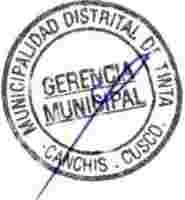 MUNICIPALIDAD DISTRITAL DE TINTA
GERENCIA
MUNICIPAL
CANCHIS - CUSCO.